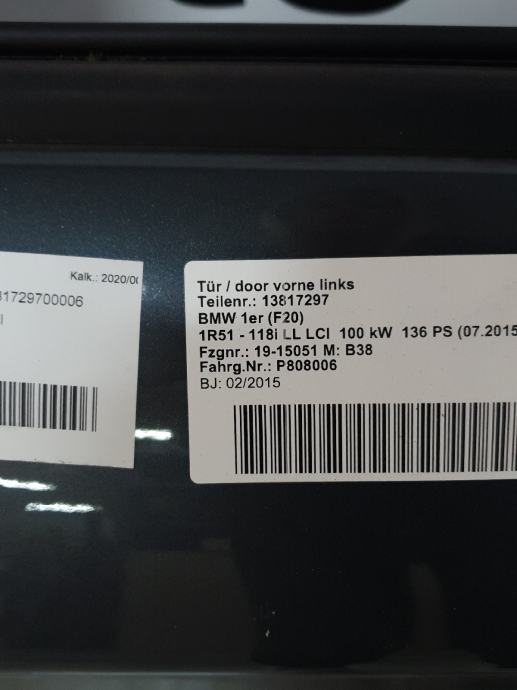 Kalk.: 2020/00
81729700006
Tür / door vorne links
Teilenr.: 13817297
BMW 1er (F20)
1R51 - 118i LL LCI 100 kW 136 PS (07.2015
Fzgnr.: 19-15051 M: B38
Fahrg.Nr.: P808006
BJ: 02/2015